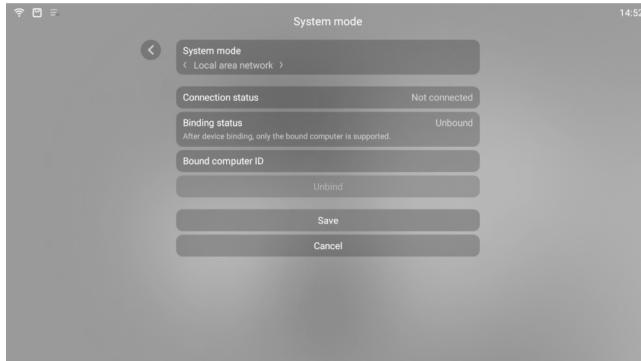 14:52
System mode
System mode
< Local area network >
Connection status Not connected
Binding status Unbound
After device binding, only the bound computer is supported.
Bound computer ID
Unbind
Save
Cancel